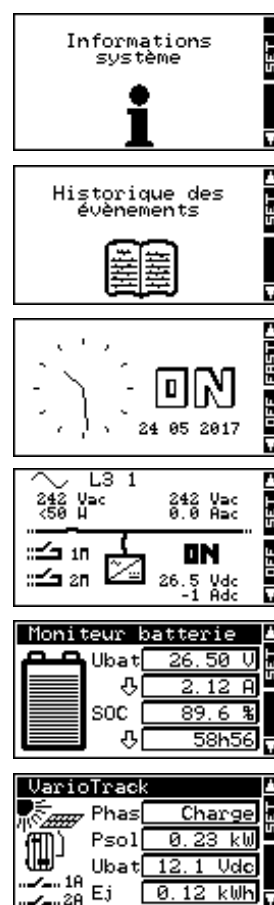 Informations
système
SET
Historique des
évènements
SET
ON
24 05 2017
FAST
OFF
L3 1
242 Vac 242 Vac
<50 W 0.0 Aac
1M ON
2M 26.5 Vdc
-1 Adc
SET
OFF
Moniteur batterie
Ubat 26.50 V
2.12 A
SOC 89.6 %
58h56
SET
VarioTrack
Phas Charge
Psol 0.23 kW
Ubat 12.1 Vdc
1A
2A Ej 0.12 kWh